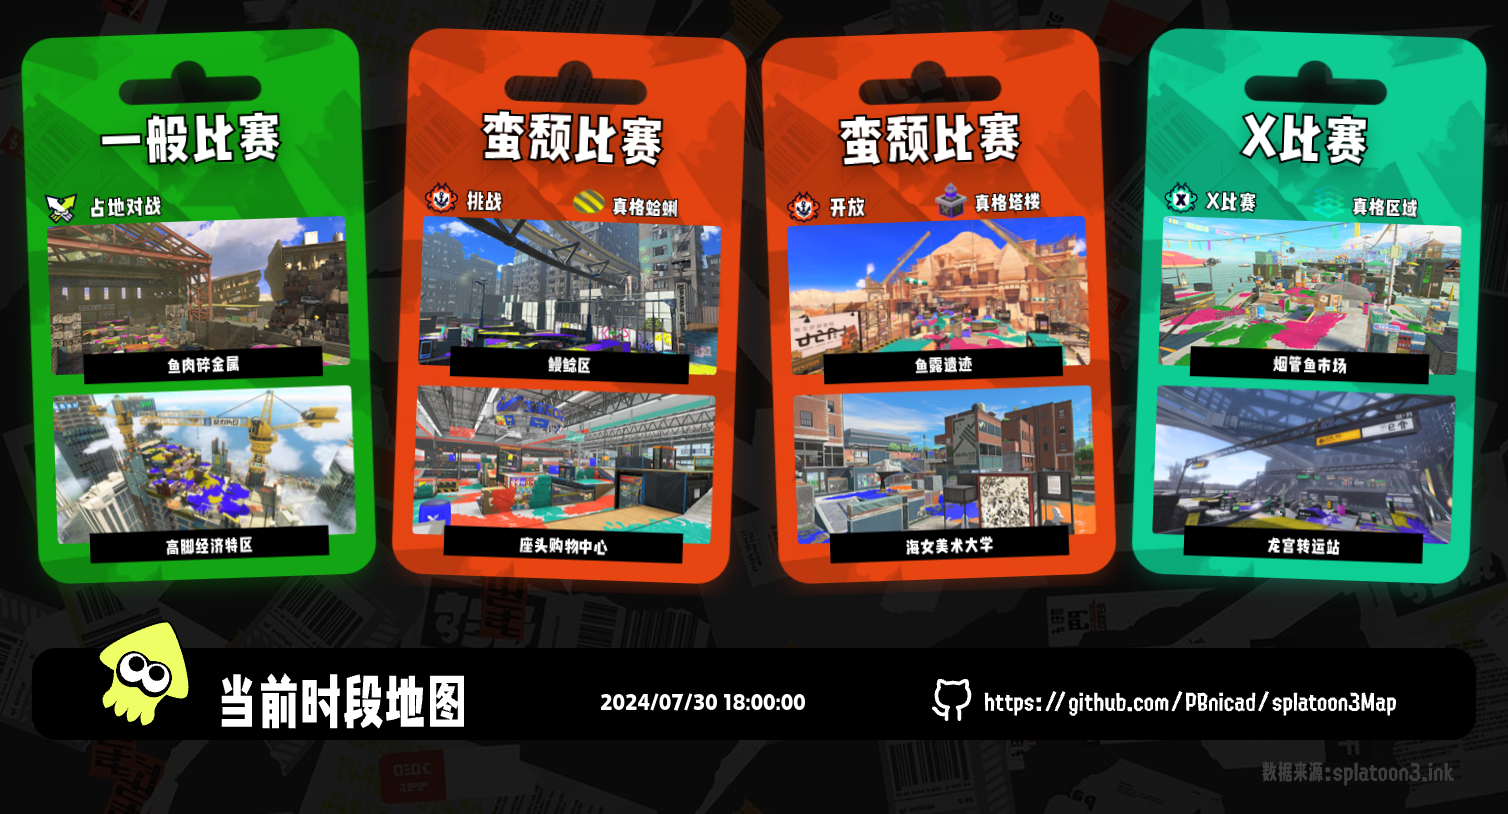 一般比赛
占地对战
鱼肉碎金属
高脚经济特区
蛮颓比赛
挑战 真格蛤蜊
鳗鲶区
座头购物中心
蛮颓比赛
开放 真格塔楼
鱼露遗迹
海女美术大学
X比赛
X比赛 真格区域
烟管鱼市场
龙宫转运站
当前时段地图
2024/07/30 18:00:00
https://github.com/PBnicad/splatoon3Map
数据来源:splatoon3.ink